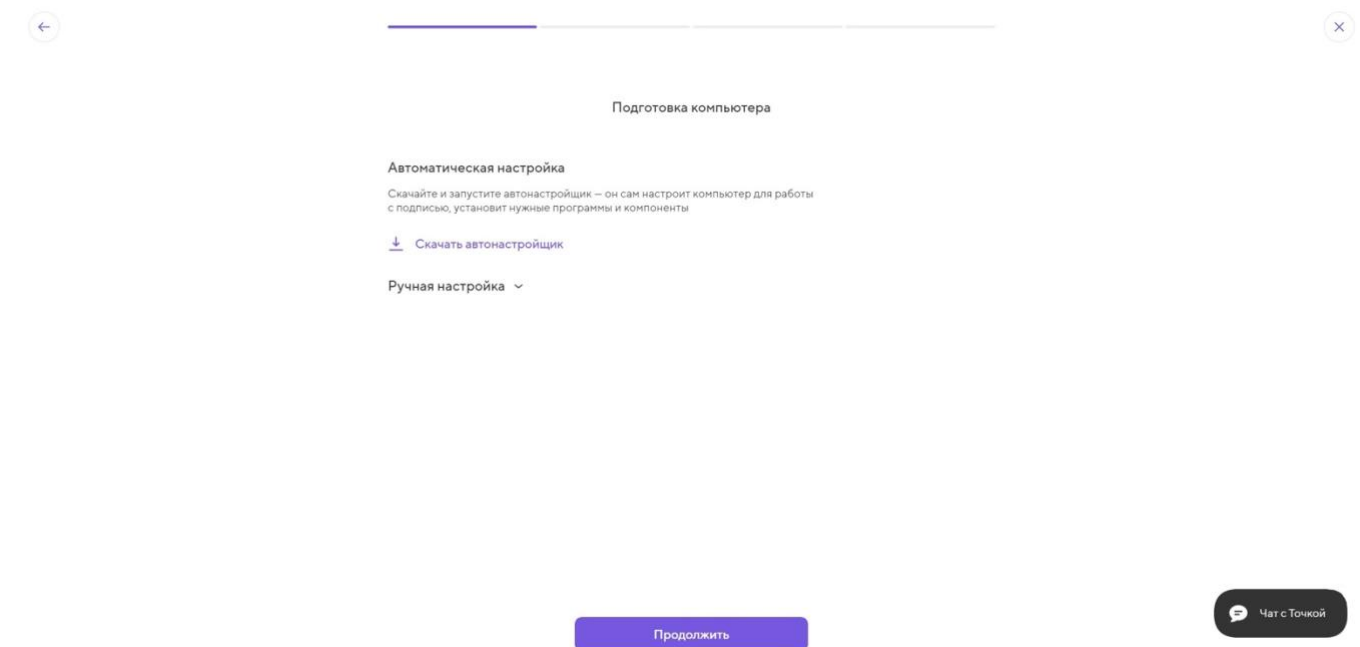 Подготовка компьютера
Автоматическая настройка
Скачайте и запустите автонастройщик — он сам настроит компьютер для работы
с подписью, установит нужные программы и компоненты
Скачать автонастройщик
Ручная настройка
Чат с Точкой
Продолжить